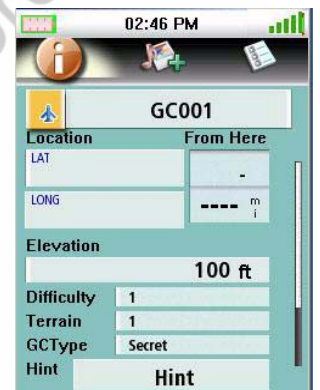 02:46 PM
GC001
Location From Here
LAT
-
LONG
---- mi
Elevation
100 ft
Difficulty 1
Terrain 1
GCType Secret
Hint Hint